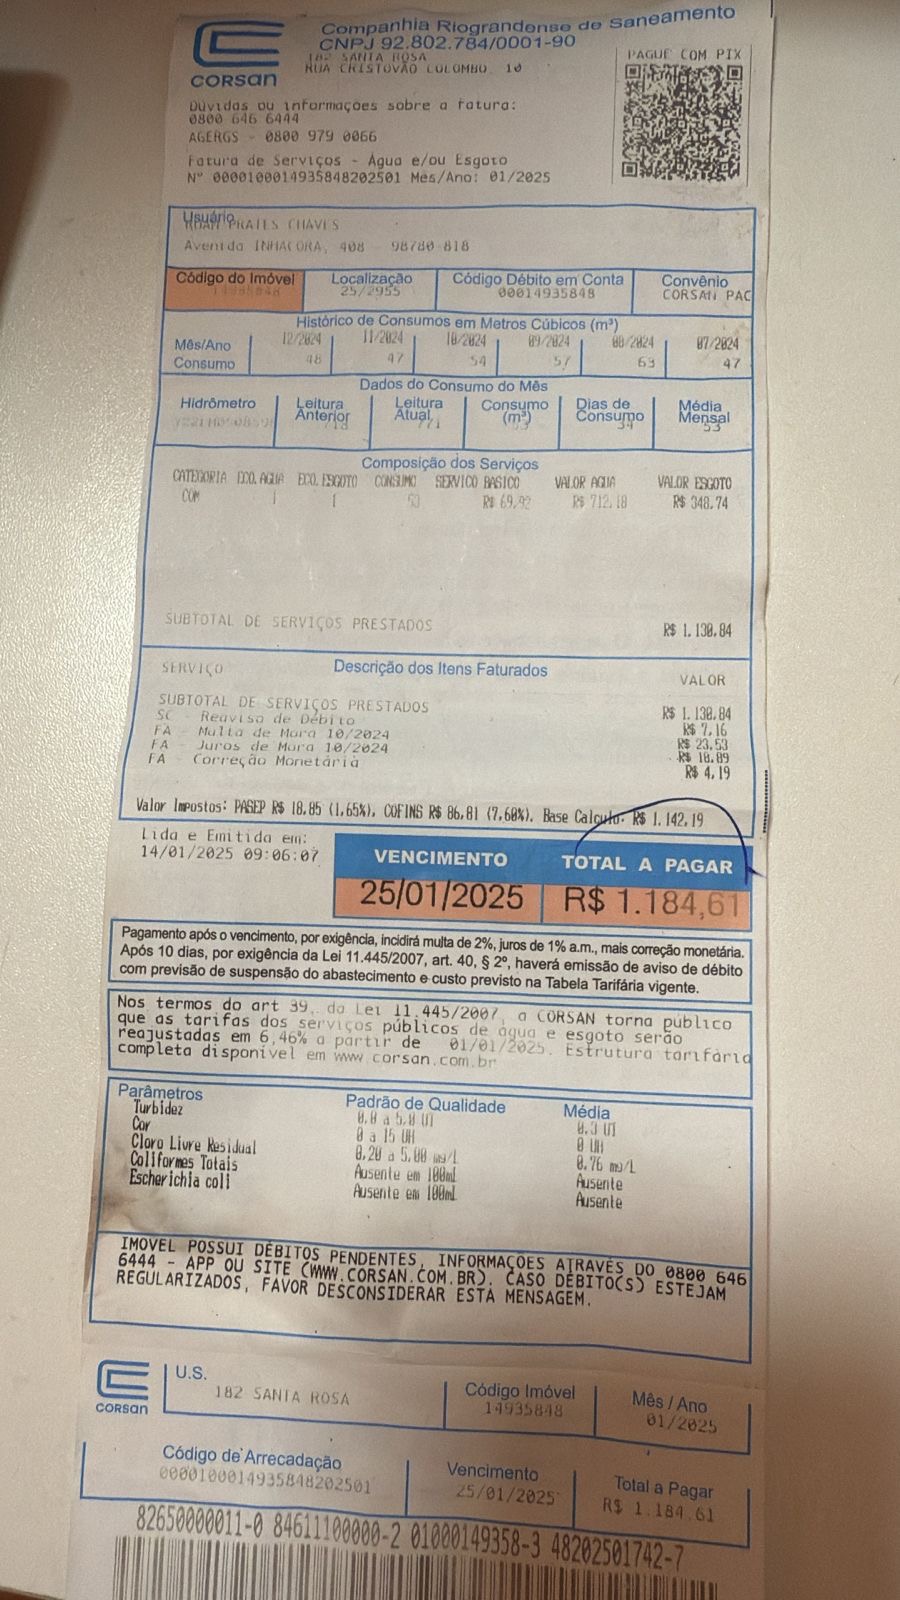 Companhia Riograndense de Saneamento
CNPJ 92.802.784/0001-90
182 SANTA ROSA
RUA CRISTOVÃO COLOMBO, 10
CORSAN
PAGUE COM PIX
Dúvidas ou informações sobre a fatura:
0800 646 6444
AGERGS - 0800 979 0066
Fatura de Serviços - Água e/ou Esgoto
N° 0000100014935848202501 Mês/Ano: 01/2025
Usuário
PRATES CHAVES
Avenida INHACORA, 408 - 98780-818
Código do Imóvel Localização Código Débito em Conta Convênio
14935848 25/2955 00014935848 CORSAN PAC
Histórico de Consumos em Metros Cúbicos (m³)
Mês/Ano 12/2024 11/2024 10/2024 09/2024 08/2024 07/2024
Consumo 48 47 54 57 63 47
Dados do Consumo do Mês
Hidrômetro Leitura Anterior Leitura Atual Consumo (m³) Dias de Consumo Média Mensal
718 771 53 34 53
Composição dos Serviços
CATEGORIA ECO.AGUA ECO.ESGOTO CONSUMO SERVICO BASICO VALOR AGUA VALOR ESGOTO
COM 1 1 53 R$ 69,92 R$ 712,18 R$ 348,74
SUBTOTAL DE SERVIÇOS PRESTADOS R$ 1.130,84
Descrição dos Itens Faturados
SERVIÇO VALOR
SUBTOTAL DE SERVIÇOS PRESTADOS R$ 1.130,84
SC - Reaviso de Débito R$ 7,16
FA - Multa de Mora 10/2024 R$ 23,53
FA - Juros de Mora 10/2024 R$ 18,89
FA - Correção Monetária R$ 4,19
Valor Impostos: PASEP R$ 18,85 (1,65%), COFINS R$ 86,81 (7,60%). Base Calculo: R$ 1.142,19
Lida e Emitida em:
14/01/2025 09:06:07
VENCIMENTO TOTAL A PAGAR
25/01/2025 R$ 1.184,61
Pagamento após o vencimento, por exigência, incidirá multa de 2%, juros de 1% a.m., mais correção monetária.
Após 10 dias, por exigência da Lei 11.445/2007, art. 40, § 2º, haverá emissão de aviso de débito
com previsão de suspensão do abastecimento e custo previsto na Tabela Tarifária vigente.
Nos termos do art 39, da Lei 11.445/2007, a CORSAN torna público
que as tarifas dos serviços públicos de água e esgoto serão
reajustadas em 6,46% a partir de 01/01/2025. Estrutura tarifária
completa disponível em www.corsan.com.br
Parâmetros Padrão de Qualidade Média
Turbidez 0,0 a 5,0 UT 0.3 UT
Cor 0 a 15 UH 0 UH
Cloro Livre Residual 0,20 a 5,00 mg/L 0.76 mg/L
Coliformes Totais Ausente em 100mL Ausente
Escherichia coli Ausente em 100mL Ausente
IMOVEL POSSUI DÉBITOS PENDENTES, INFORMAÇÕES ATRAVÉS DO 0800 646
6444 - APP OU SITE (WWW.CORSAN.COM.BR). CASO DÉBITO(S) ESTEJAM
REGULARIZADOS, FAVOR DESCONSIDERAR ESTA MENSAGEM.
CORSAN
U.S. Código Imóvel Mês / Ano
182 SANTA ROSA 14935848 01/2025
Código de Arrecadação Vencimento Total a Pagar
0000100014935848202501 25/01/2025 R$ 1.184,61
82650000011-0 84611100000-2 01000149358-3 48202501742-7